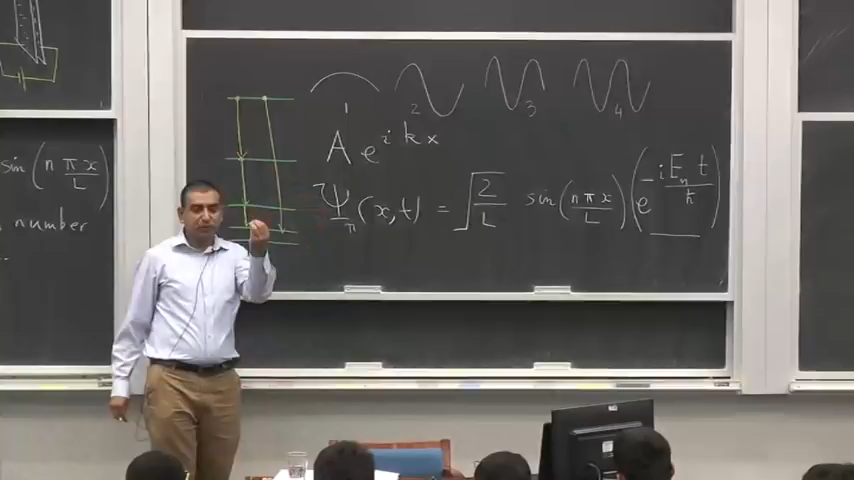 sin(nπx/L)
n number
1 2 3 4
A e^{ikx}
Ψ_n(x,t) = √(2/L) sin(nπx/L)(e^{-iE_n t/ħ})